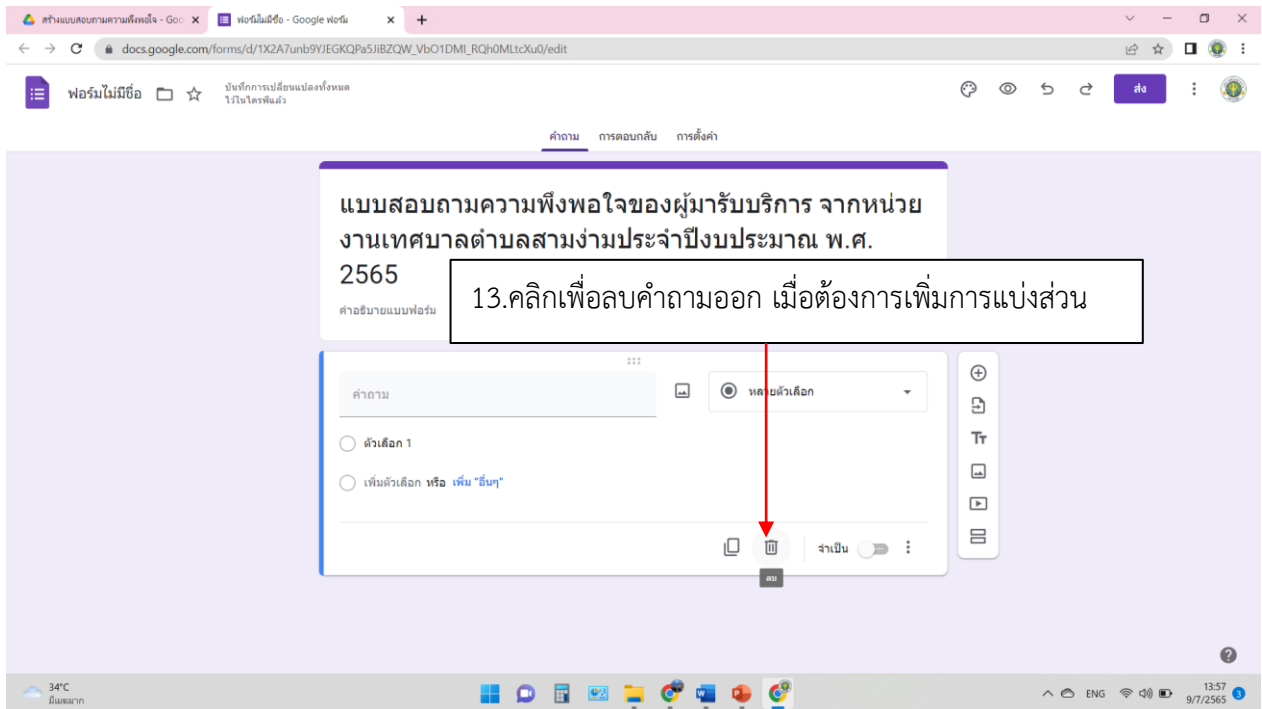 สร้างแบบสอบถามความพึงพอใจ - Goo
ฟอร์มไม่มีชื่อ - Google ฟอร์ม
docs.google.com/forms/d/1X2A7unb9YJEGKQPa5JiBZQW_VbO1DMI_RQh0MLtcXu0/edit
ฟอร์มไม่มีชื่อ
บันทึกการเปลี่ยนแปลงทั้งหมด
ไว้ในไดรฟ์แล้ว
ส่ง
คำถาม การตอบกลับ การตั้งค่า
แบบสอบถามความพึงพอใจของผู้มารับบริการ จากหน่วย
งานเทศบาลตำบลสามง่ามประจำปีงบประมาณ พ.ศ.
2565
คำอธิบายแบบฟอร์ม
13.คลิกเพื่อลบคำถามออก เมื่อต้องการเพิ่มการแบ่งส่วน
คำถาม
หลายตัวเลือก
ตัวเลือก 1
เพิ่มตัวเลือก หรือ เพิ่ม "อื่นๆ"
จำเป็น
ลบ
34°C
มีเมฆมาก
ENG
13:57
9/7/2565
3